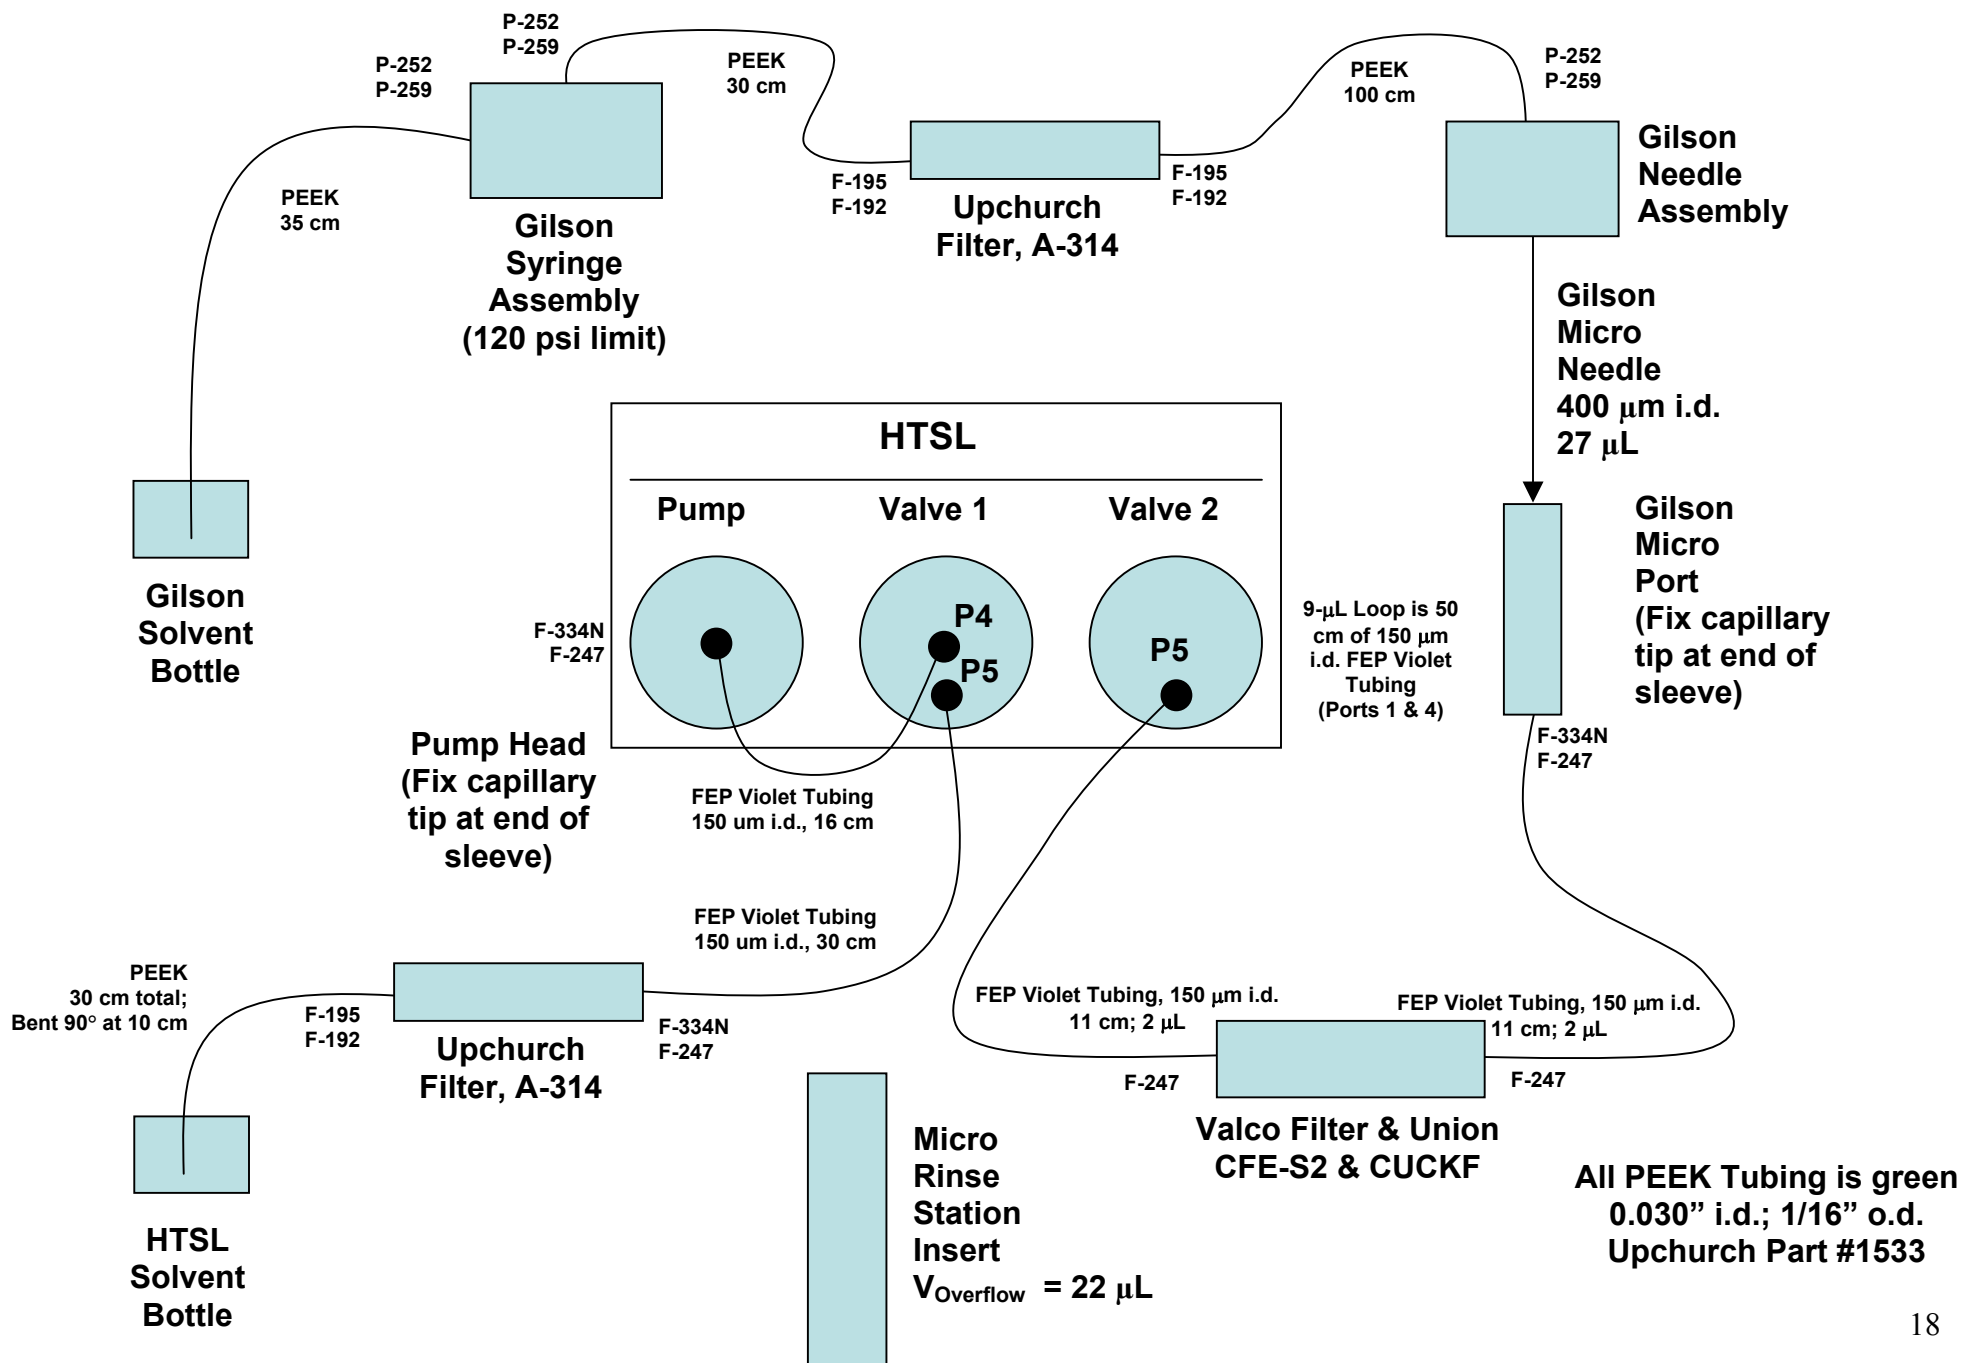 P-252
P-259
P-252
P-259
PEEK
30 cm
PEEK
100 cm
P-252
P-259
PEEK
35 cm
Gilson
Syringe
Assembly
(120 psi limit)
F-195
F-192
Upchurch
Filter, A-314
F-195
F-192
Gilson
Needle
Assembly
Gilson
Micro
Needle
400 μm i.d.
27 μL
HTSL
Pump
Valve 1
Valve 2
P4
P5
P5
F-334N
F-247
9-μL Loop is 50
cm of 150 μm
i.d. FEP Violet
Tubing
(Ports 1 & 4)
Gilson
Micro
Port
(Fix capillary
tip at end of
sleeve)
Gilson
Solvent
Bottle
Pump Head
(Fix capillary
tip at end of
sleeve)
F-334N
F-247
FEP Violet Tubing
150 um i.d., 16 cm
FEP Violet Tubing
150 um i.d., 30 cm
PEEK
30 cm total;
Bent 90° at 10 cm
F-195
F-192
Upchurch
Filter, A-314
F-334N
F-247
FEP Violet Tubing, 150 μm i.d.
11 cm; 2 μL
FEP Violet Tubing, 150 μm i.d.
11 cm; 2 μL
F-247
F-247
Valco Filter & Union
CFE-S2 & CUCKF
HTSL
Solvent
Bottle
Micro
Rinse
Station
Insert
VOverflow = 22 μL
All PEEK Tubing is green
0.030” i.d.; 1/16” o.d.
Upchurch Part #1533
18